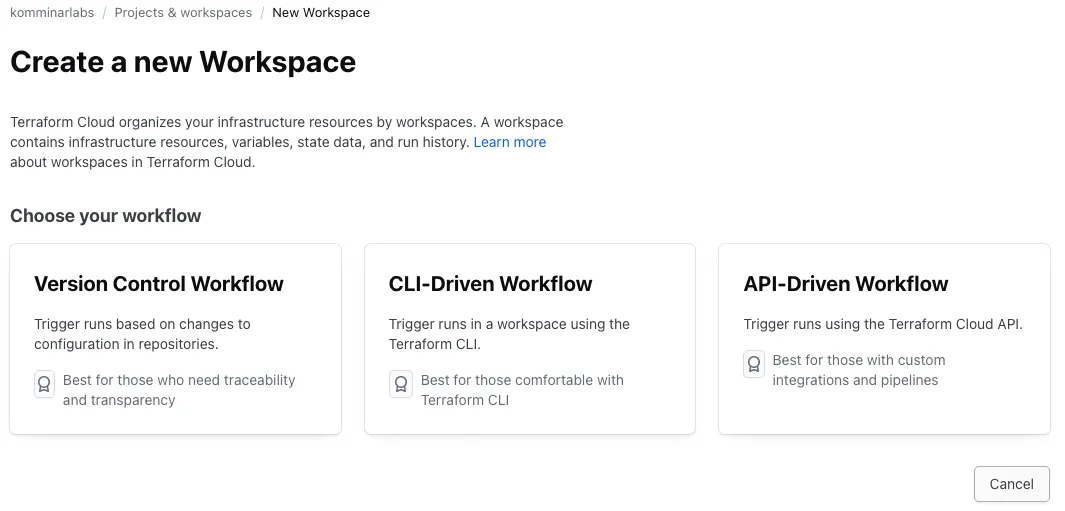 komminarlabs / Projects & workspaces / New Workspace
Create a new Workspace
Terraform Cloud organizes your infrastructure resources by workspaces. A workspace
contains infrastructure resources, variables, state data, and run history. Learn more
about workspaces in Terraform Cloud.
Choose your workflow
Version Control Workflow
Trigger runs based on changes to
configuration in repositories.
Best for those who need traceability
and transparency
CLI-Driven Workflow
Trigger runs in a workspace using the
Terraform CLI.
Best for those comfortable with
Terraform CLI
API-Driven Workflow
Trigger runs using the Terraform Cloud API.
Best for those with custom
integrations and pipelines
Cancel